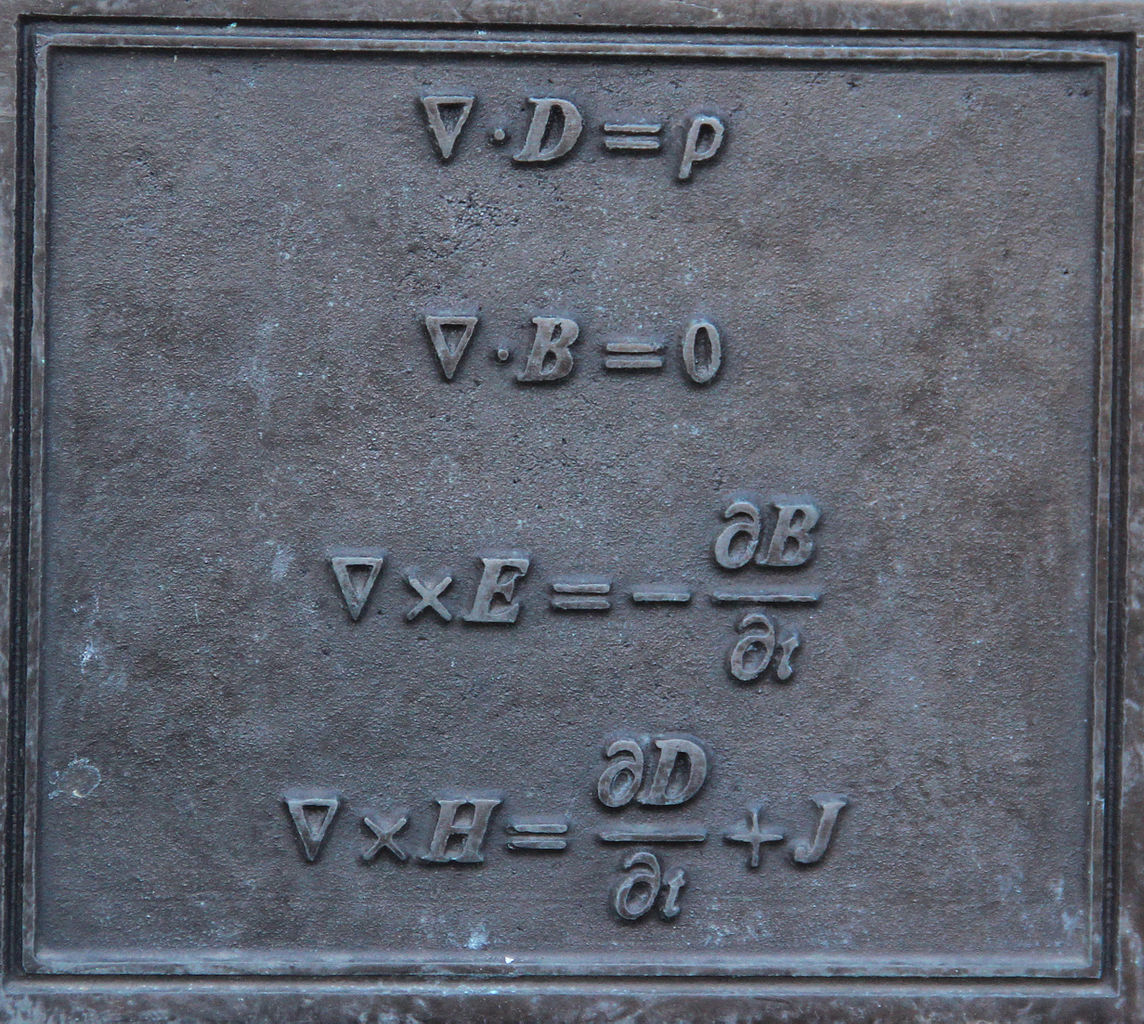 ∇·D=ρ
∇·B=0
∇×E=-∂B/∂t
∇×H=∂D/∂t+J